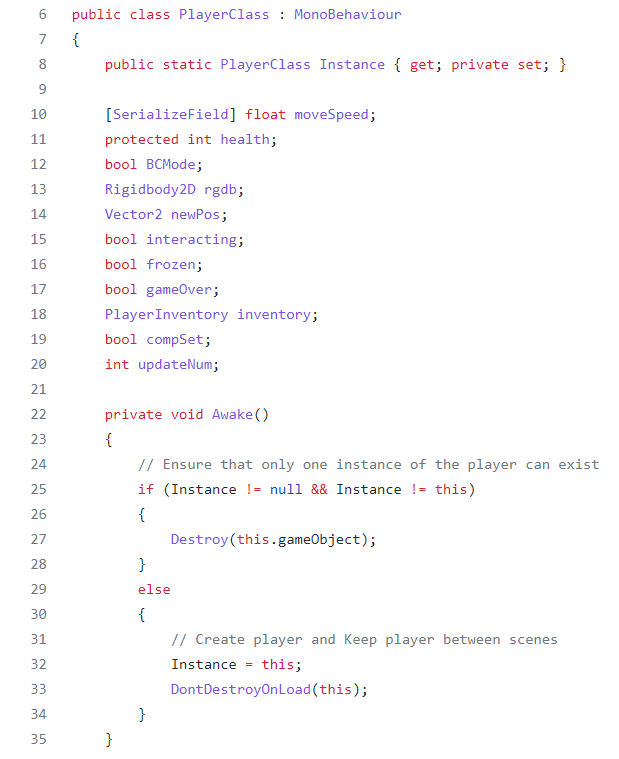 6 public class PlayerClass : MonoBehaviour
7 {
8     public static PlayerClass Instance { get; private set; }
9
10     [SerializeField] float moveSpeed;
11     protected int health;
12     bool BCMode;
13     Rigidbody2D rgdb;
14     Vector2 newPos;
15     bool interacting;
16     bool frozen;
17     bool gameOver;
18     PlayerInventory inventory;
19     bool compSet;
20     int updateNum;
21
22     private void Awake()
23     {
24         // Ensure that only one instance of the player can exist
25         if (Instance != null && Instance != this)
26         {
27             Destroy(this.gameObject);
28         }
29         else
30         {
31             // Create player and Keep player between scenes
32             Instance = this;
33             DontDestroyOnLoad(this);
34         }
35     }